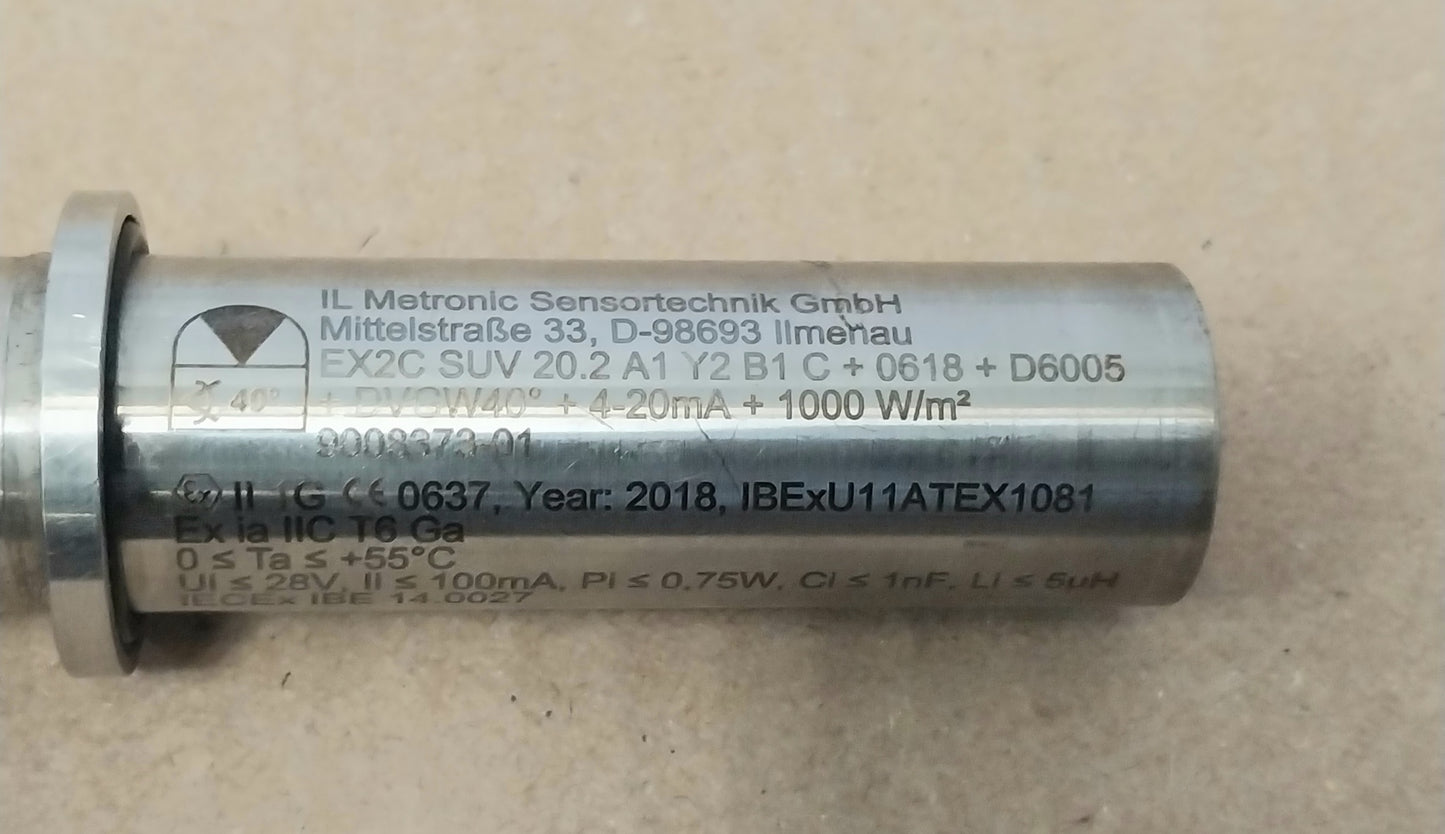 IL Metronic Sensortechnik GmbH
Mittelstraße 33, D-98693 Ilmenau
EX2C SUV 20.2 A1 Y2 B1 C + 0618 + D6005
+ DVGW40° + 4-20mA + 1000 W/m²
9008373-01
40°
Ex II 1G CE 0637, Year: 2018, IBExU11ATEX1081
Ex ia IIC T6 Ga
0 ≤ Ta ≤ +55°C
Ui ≤ 28V, Ii ≤ 100mA, Pi ≤ 0.75W, Ci ≤ 1nF, Li ≤ 5uH
IECEx IBE 14.0027